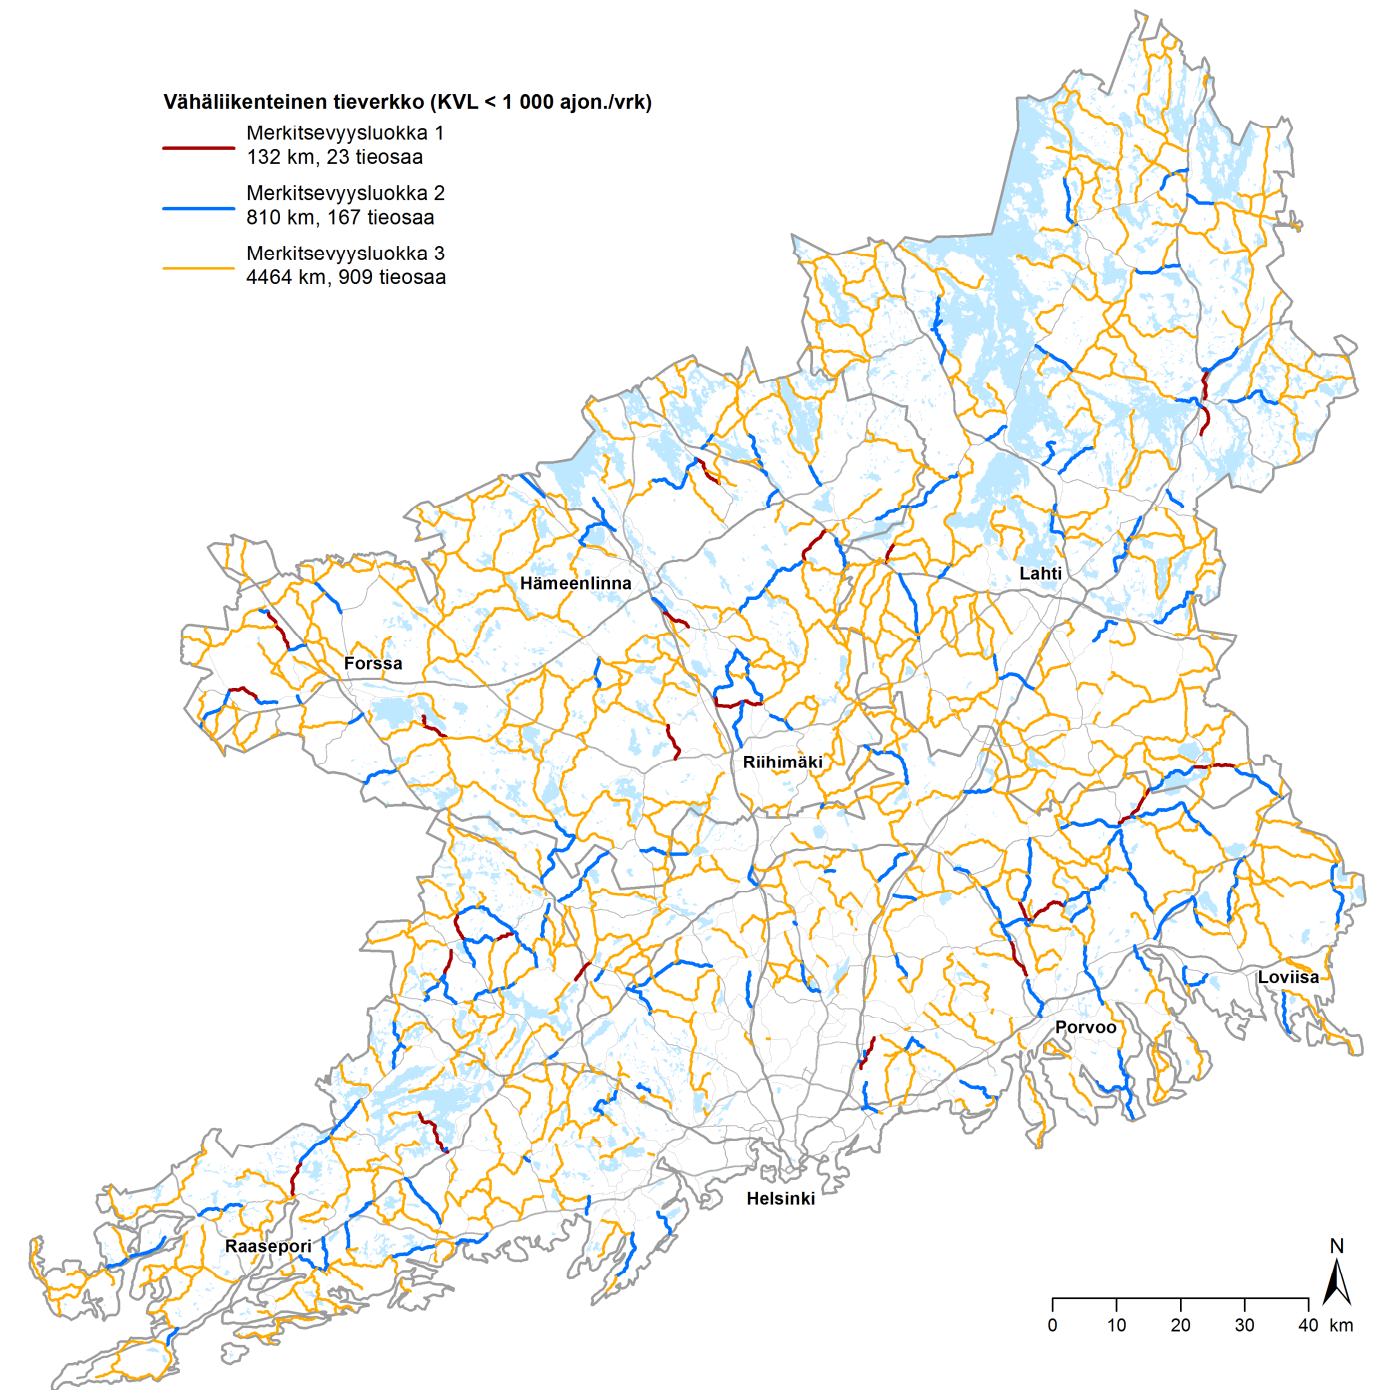 Vähäliikenteinen tieverkko (KVL < 1 000 ajon./vrk)
Merkitsevyysluokka 1
132 km, 23 tieosaa
Merkitsevyysluokka 2
810 km, 167 tieosaa
Merkitsevyysluokka 3
4464 km, 909 tieosaa
Lahti
Hämeenlinna
Forssa
Riihimäki
Loviisa
Porvoo
Helsinki
Raasepori
N
0 10 20 30 40 km